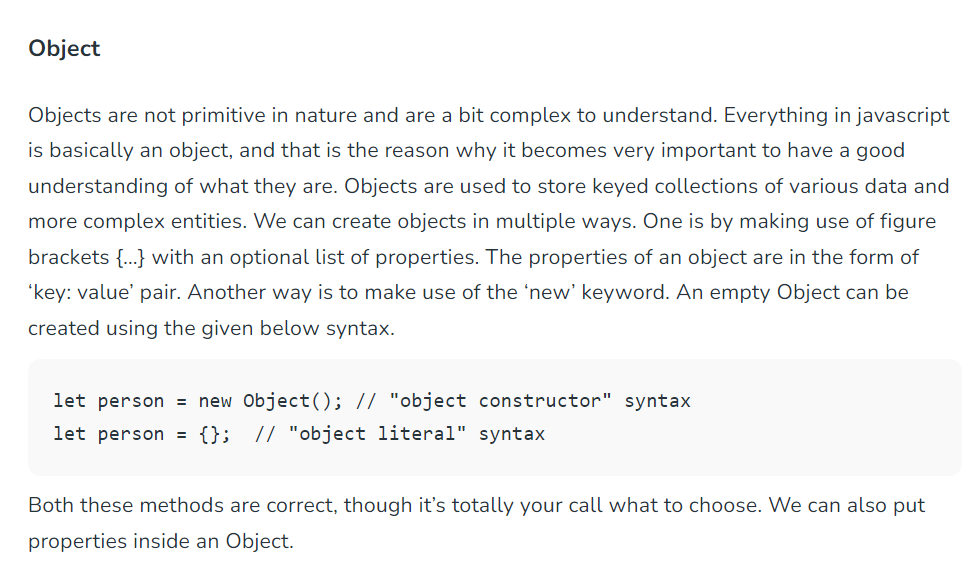 Object
Objects are not primitive in nature and are a bit complex to understand. Everything in javascript
is basically an object, and that is the reason why it becomes very important to have a good
understanding of what they are. Objects are used to store keyed collections of various data and
more complex entities. We can create objects in multiple ways. One is by making use of figure
brackets {…} with an optional list of properties. The properties of an object are in the form of
‘key: value’ pair. Another way is to make use of the ‘new’ keyword. An empty Object can be
created using the given below syntax.
let person = new Object(); // "object constructor" syntax
let person = {};  // "object literal" syntax
Both these methods are correct, though it’s totally your call what to choose. We can also put
properties inside an Object.